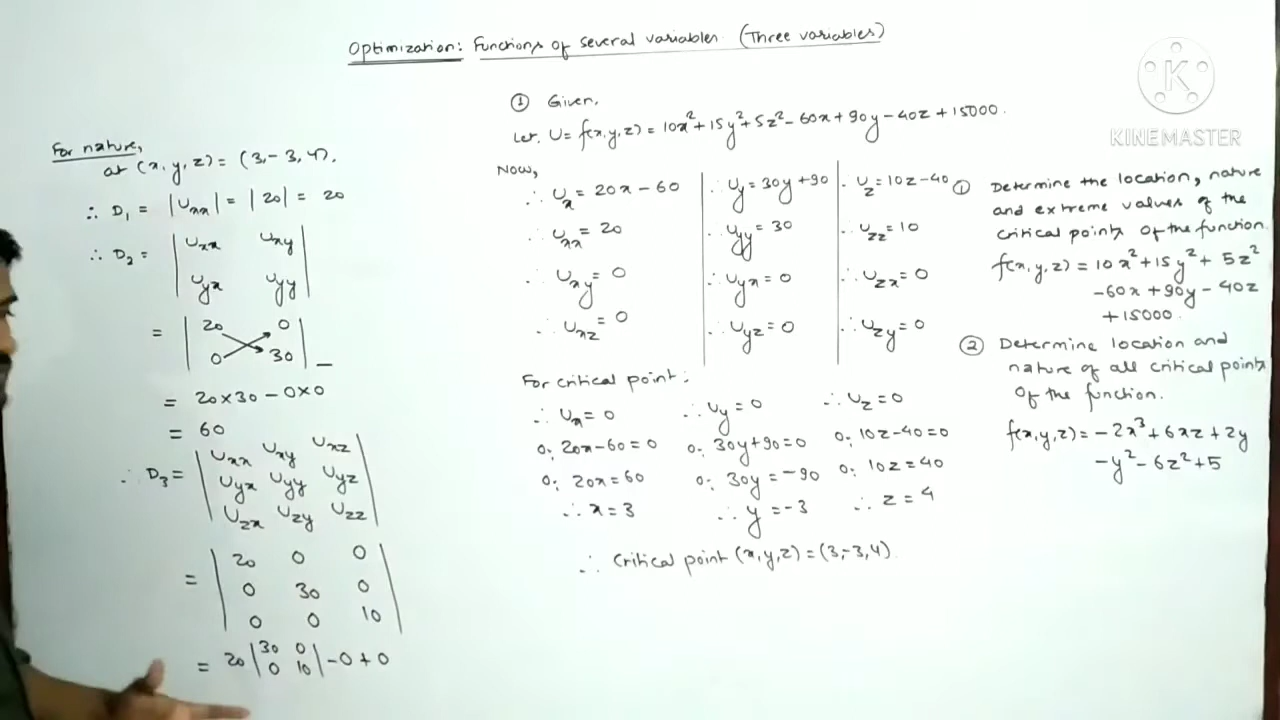 Optimization: Functions of several variables (Three variables)
KINEMASTER
For nature,
at (x, y, z) = (3, -3, 4).
∴ D₁ = |Uₓₓ| = |20| = 20
∴ D₂ = | Uxx Uxy
Uyx Uyy |
= | 20 0
0 30 |
= 20×30 - 0×0
= 60
∴ D₃ = | Uxx Uxy Uxz
Uyx Uyy Uyz
Uzx Uzy Uzz |
= | 20 0 0
0 30 0
0 0 10 |
= 20 | 30 0
0 10 | - 0 + 0
① Given,
Let, U = f(x, y, z) = 10x² + 15y² + 5z² - 60x + 90y - 40z + 15000.
Now,
∴ Ux = 20x - 60
∴ Uxx = 20
∴ Uxy = 0
∴ Uxz = 0
∴ Uy = 30y + 90
∴ Uyy = 30
∴ Uyx = 0
∴ Uyz = 0
∴ Uz = 10z - 40
∴ Uzz = 10
∴ Uzx = 0
∴ Uzy = 0
For critical point:
∴ Ux = 0 ∴ Uy = 0 ∴ Uz = 0
o; 20x - 60 = 0 o; 30y + 90 = 0 o; 10z - 40 = 0
o; 20x = 60 o; 30y = -90 o; 10z = 40
∴ x = 3 ∴ y = -3 ∴ z = 4
∴ Critical point (x, y, z) = (3, -3, 4).
① Determine the location, nature
and extreme values of the
critical points of the function.
f(x, y, z) = 10x² + 15y² + 5z²
- 60x + 90y - 40z
+ 15000.
② Determine location and
nature of all critical points
of the function.
f(x, y, z) = -2x³ + 6xz + 2y
- y² - 6z² + 5